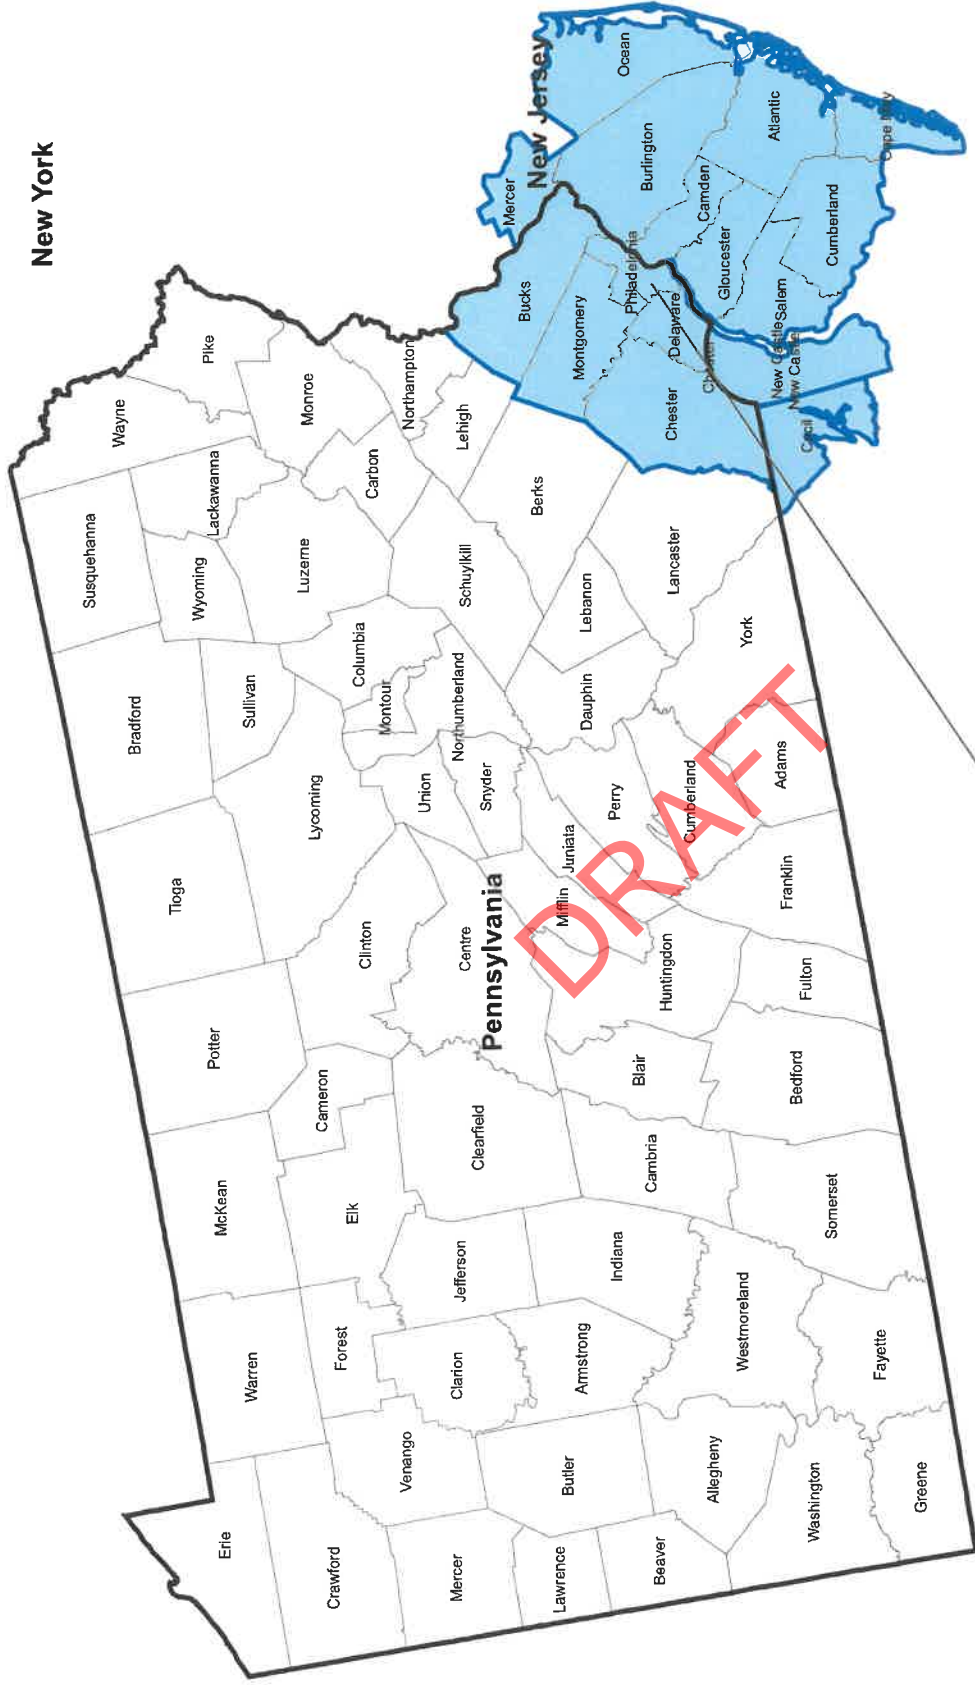 New York
New Jersey
Pennsylvania
Erie
Crawford
Mercer
Lawrence
Beaver
Washington
Greene
Warren
Forest
Venango
Butler
Allegheny
Clarion
Armstrong
Westmoreland
Fayette
McKean
Elk
Jefferson
Indiana
Cambria
Somerset
Potter
Cameron
Clearfield
Blair
Bedford
Tioga
Clinton
Centre
Mifflin
Huntingdon
Fulton
Franklin
Bradford
Sullivan
Lycoming
Union
Snyder
Juniata
Perry
Cumberland
Adams
Susquehanna
Wyoming
Lackawanna
Luzerne
Columbia
Montour
Northumberland
Dauphin
Lebanon
York
Wayne
Pike
Monroe
Carbon
Schuylkill
Northampton
Lehigh
Berks
Lancaster
Bucks
Montgomery
Philadelphia
Delaware
Chester
Chester
New Castle
New Castle
Cecil
Mercer
Ocean
Burlington
Camden
Gloucester
Atlantic
Salem
Cumberland
Cape May
DRAFT